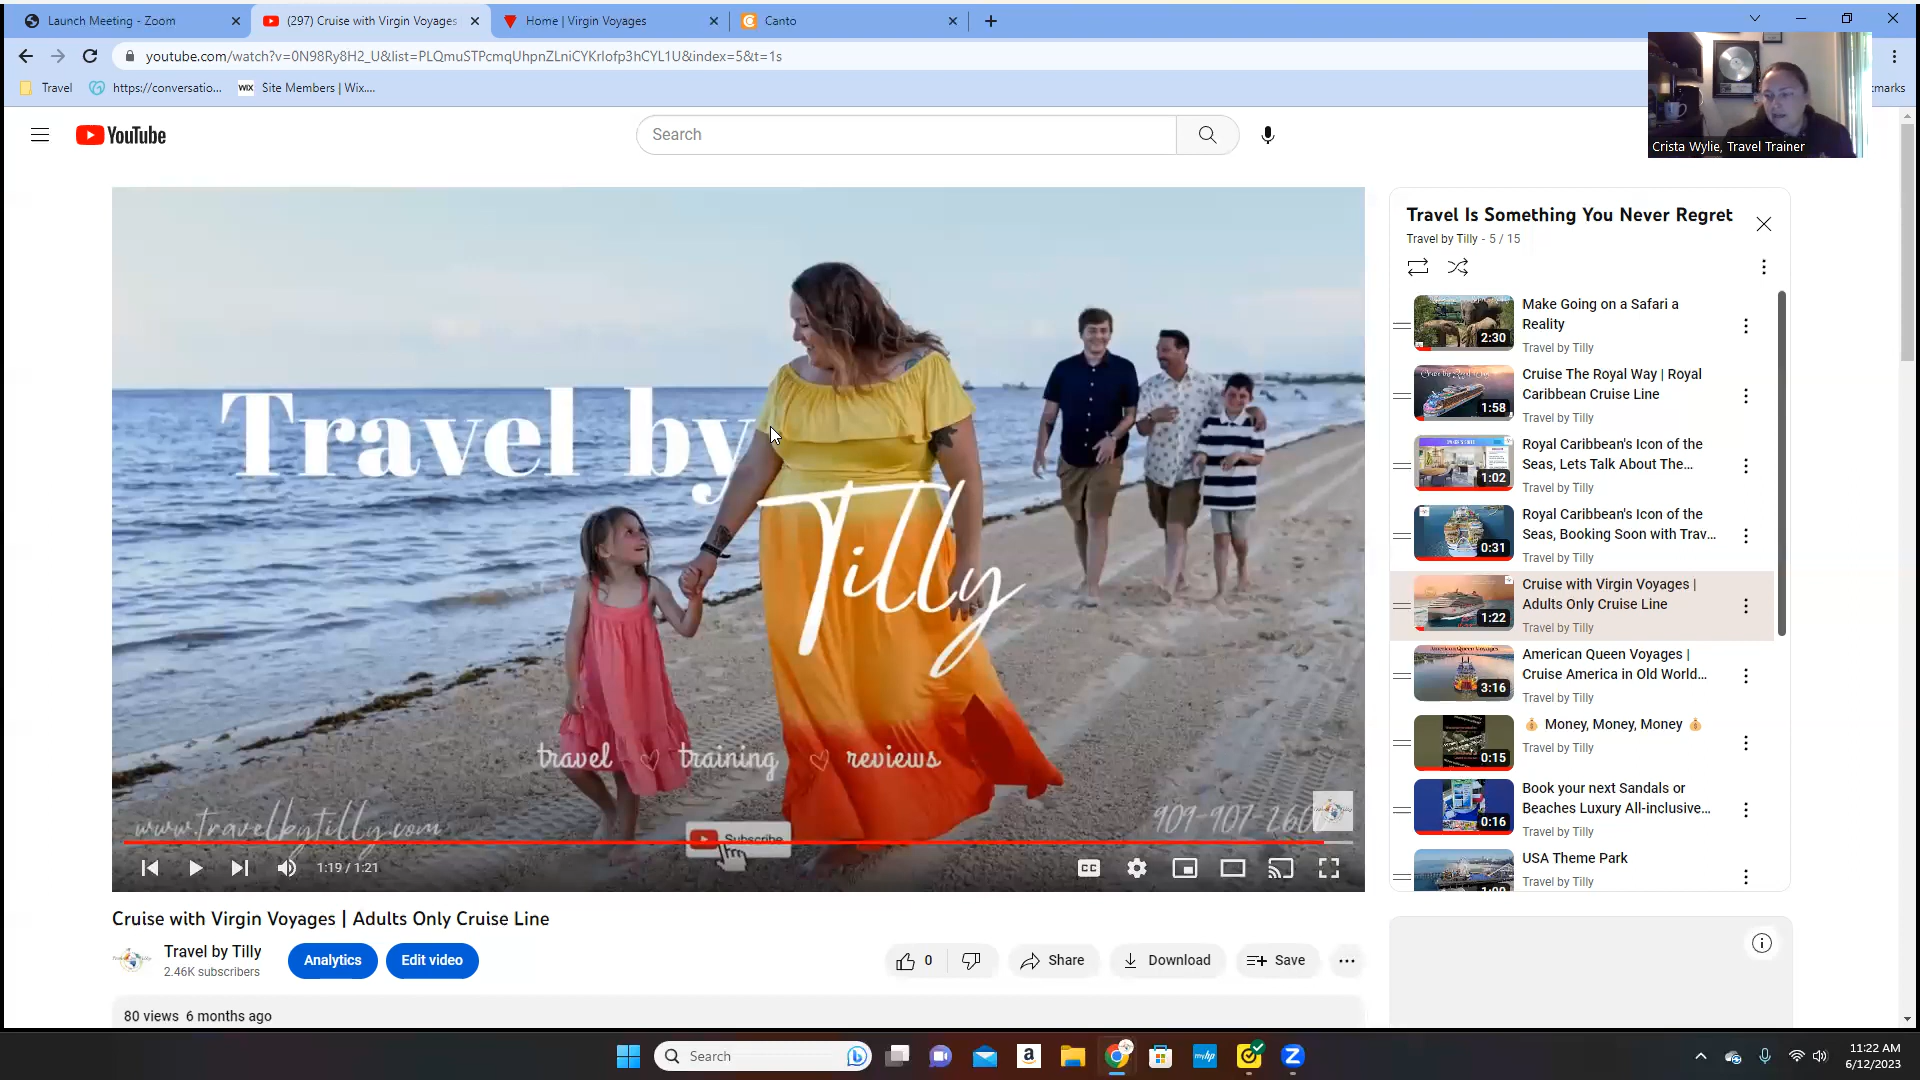 Launch Meeting - Zoom
(297) Cruise with Virgin Voyages
Home | Virgin Voyages
Canto
youtube.com/watch?v=0N98Ry8H2_U&list=PLQmuSTPcmqUhpnZLniCYKrIofp3hCYL1U&index=5&t=1s
Travel
https://conversatio...
WIX
Site Members | Wix....
marks
Crista Wylie, Travel Trainer
YouTube
Search
Travel by
Tilly
travel
training
reviews
www.travelbytilly.com
Subscribe
1:19 / 1:21
CC
Travel Is Something You Never Regret
Travel by Tilly - 5 / 15
Make Going on a Safari a
Reality
2:30
Travel by Tilly
Cruise The Royal Way | Royal
Caribbean Cruise Line
1:58
Travel by Tilly
Royal Caribbean's Icon of the
Seas, Lets Talk About The...
1:02
Travel by Tilly
Royal Caribbean's Icon of the
Seas, Booking Soon with Trav...
0:31
Travel by Tilly
Cruise with Virgin Voyages |
Adults Only Cruise Line
1:22
Travel by Tilly
American Queen Voyages |
Cruise America in Old World...
3:16
Travel by Tilly
💰 Money, Money, Money 💰
Travel by Tilly
0:15
Book your next Sandals or
Beaches Luxury All-inclusive...
0:16
Travel by Tilly
USA Theme Park
Travel by Tilly
Cruise with Virgin Voyages | Adults Only Cruise Line
Travel by Tilly
2.46K subscribers
Analytics
Edit video
0
Share
Download
Save
80 views 6 months ago
Search
a
myhp
Z
11:22 AM
6/12/2023